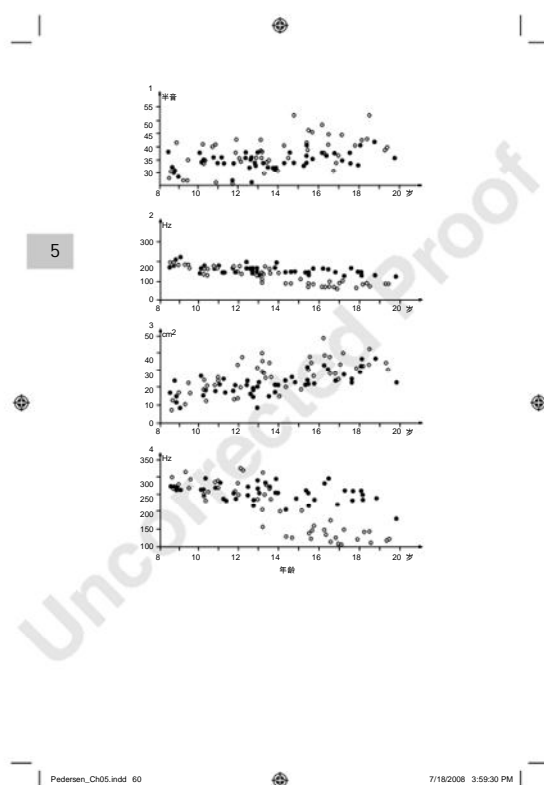 1
半音
55
50
45
40
35
30
8 10 12 14 16 18 20 岁
2
Hz
300
200
100
0
8 10 12 14 16 18 20 岁
5
3
cm2
50
40
30
20
10
0
8 10 12 14 16 18 20 岁
4
Hz
350
300
250
200
150
100
8 10 12 14 16 18 20 岁
年龄
Uncorrected Proof
Pedersen_Ch05.indd 60
7/18/2008 3:59:30 PM